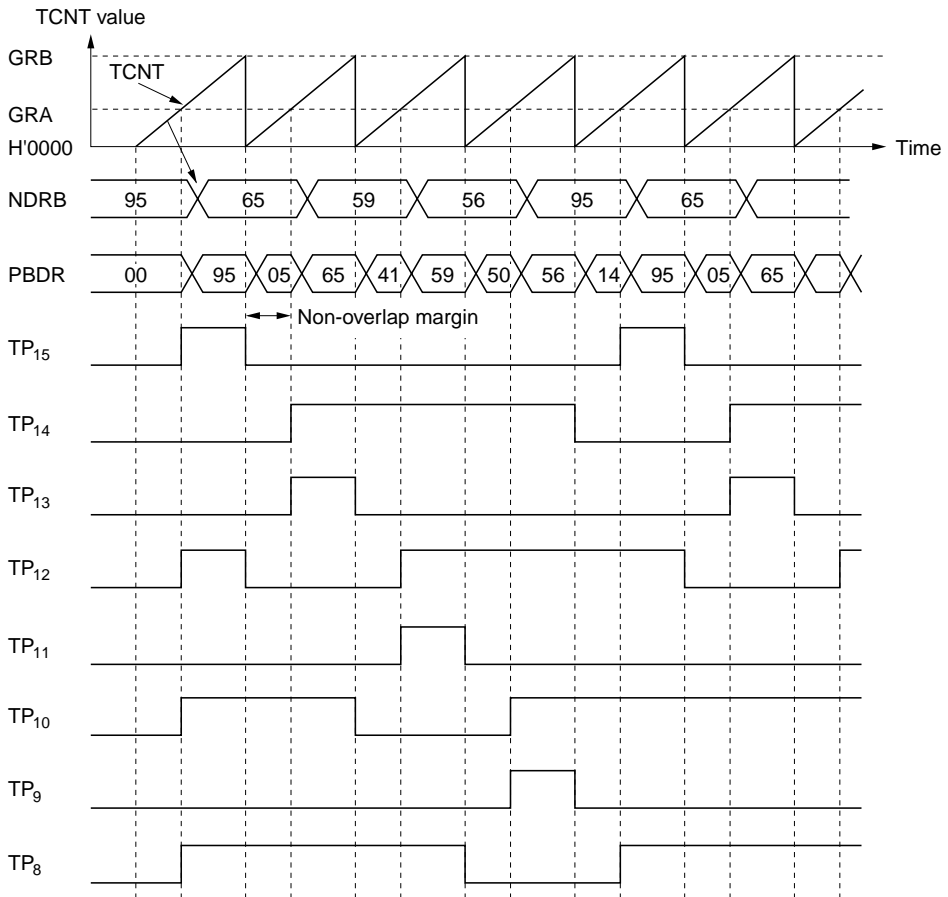 TCNT value
GRB
TCNT
GRA
H'0000
Time
NDRB 95 65 59 56 95 65
PBDR 00 95 05 65 41 59 50 56 14 95 05 65
Non-overlap margin
TP15
TP14
TP13
TP12
TP11
TP10
TP9
TP8